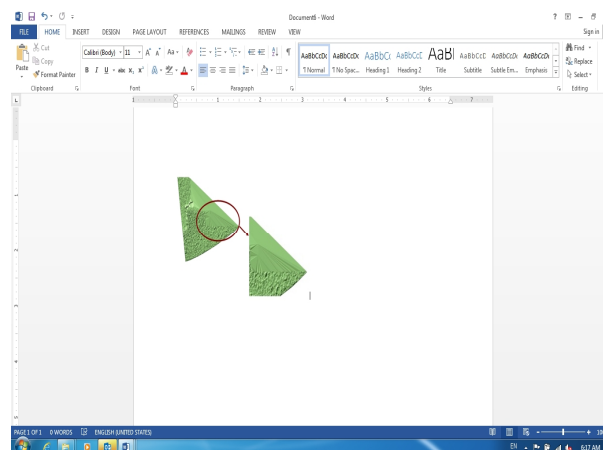 Document6 - Word
FILE HOME INSERT DESIGN PAGE LAYOUT REFERENCES MAILINGS REVIEW VIEW Sign in
Cut
Copy
Format Painter
Paste
Calibri (Body) 11
AaBbCcDc AaBbCcDc AaBbCc AaBbCcC AaB AaBbCcC AaBbCcDc AaBbCcDc
¶ Normal ¶ No Spac... Heading 1 Heading 2 Title Subtitle Subtle Em... Emphasis
Find
Replace
Select
Clipboard Font Paragraph Styles Editing
PAGE 1 OF 1 0 WORDS ENGLISH (UNITED STATES)
EN 6:17 AM